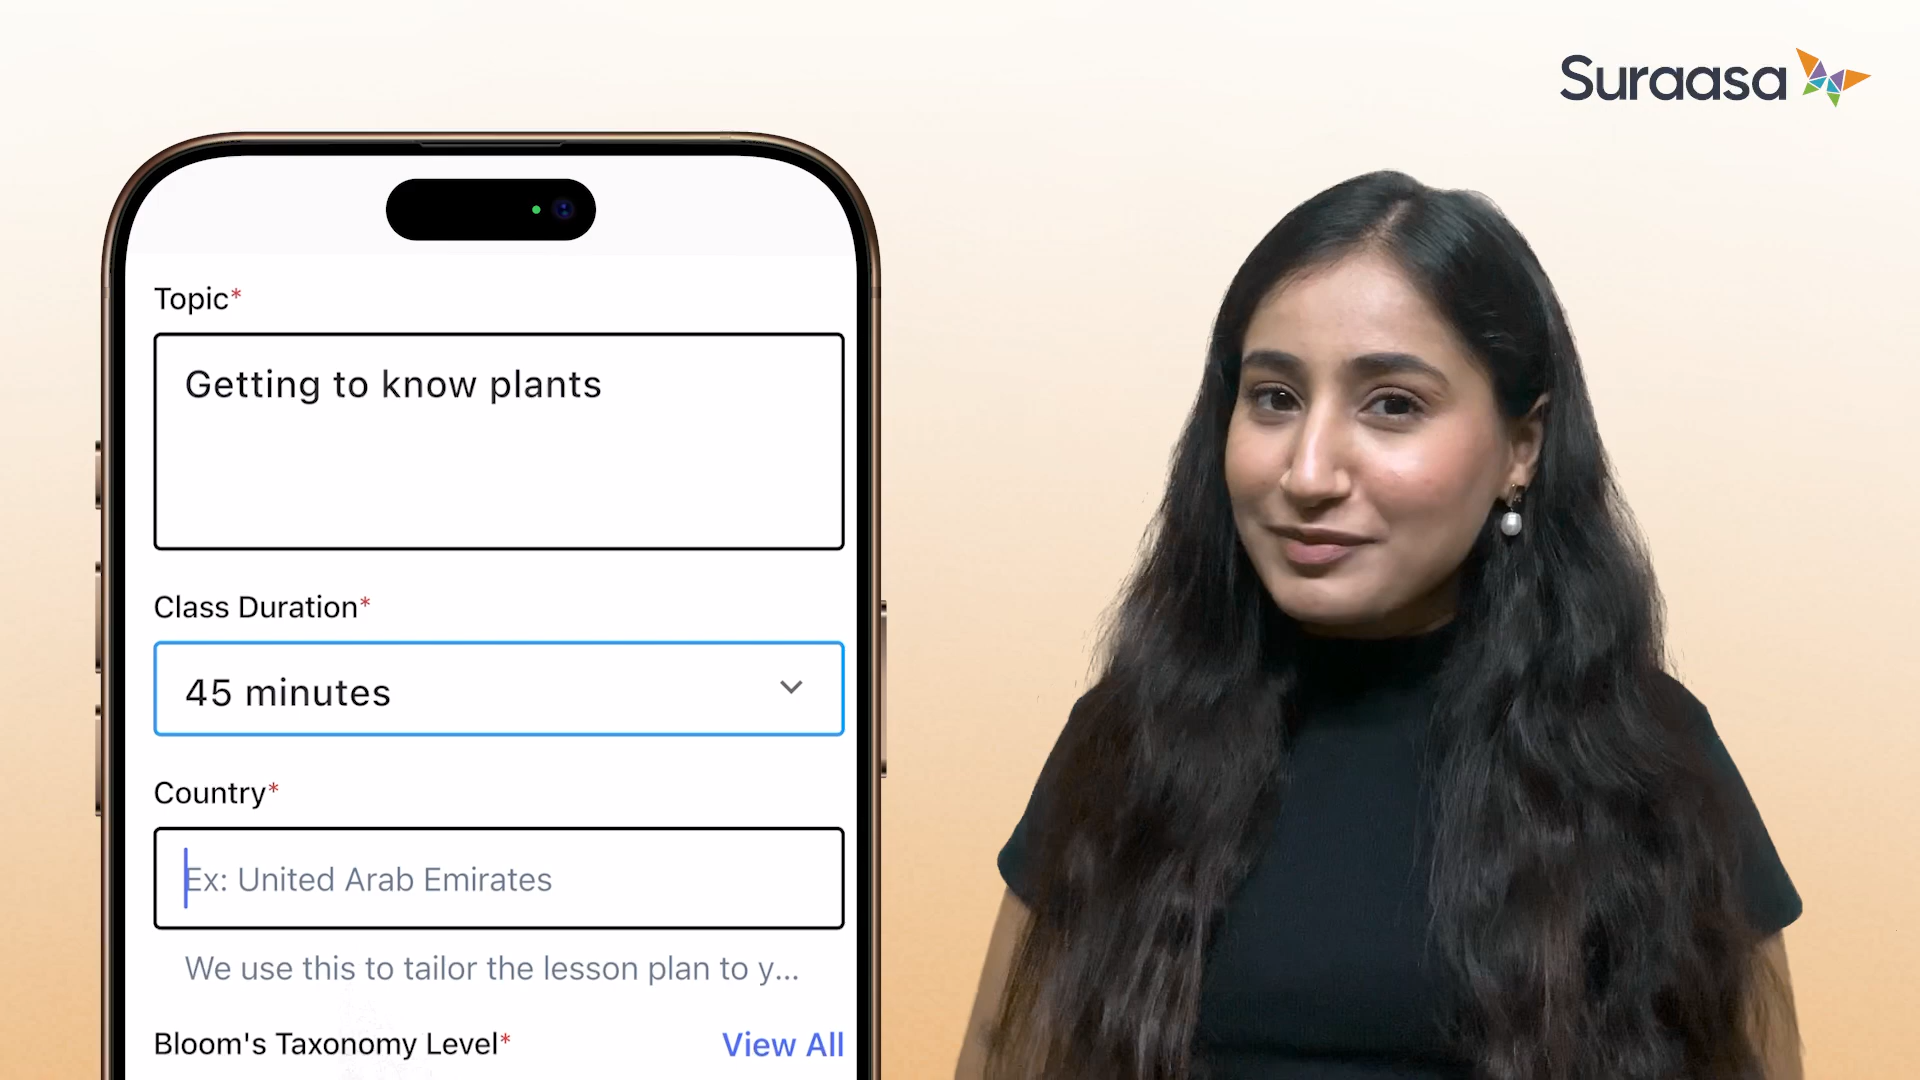 Suraasa
Topic*
Getting to know plants
Class Duration*
45 minutes
Country*
Ex: United Arab Emirates
We use this to tailor the lesson plan to y...
Bloom's Taxonomy Level*
View All